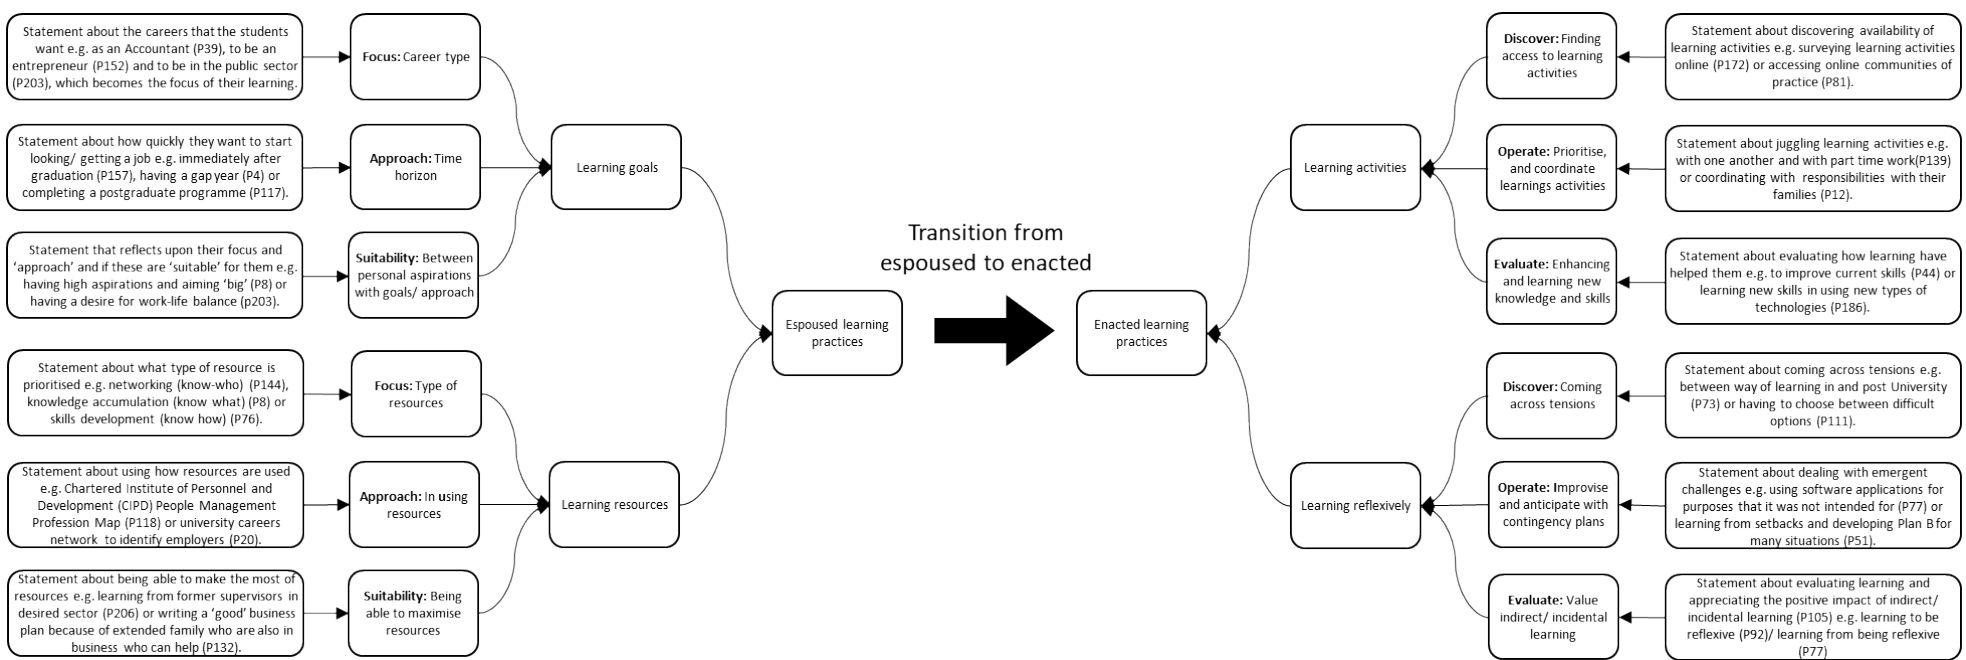 Statement about the careers that the students
want e.g. as an Accountant (P39), to be an
entrepreneur (P152) and to be in the public sector
(P203), which becomes the focus of their learning.
Focus: Career type
Statement about how quickly they want to start
looking/ getting a job e.g. immediately after
graduation (P157), having a gap year (P4) or
completing a postgraduate programme (P117).
Approach: Time
horizon
Statement that reflects upon their focus and
‘approach’ and if these are ‘suitable’ for them e.g.
having high aspirations and aiming ‘big’ (P8) or
having a desire for work-life balance (p203).
Suitability: Between
personal aspirations
with goals/ approach
Learning goals
Statement about what type of resource is
prioritised e.g. networking (know-who) (P144),
knowledge accumulation (know what) (P8) or
skills development (know how) (P76).
Focus: Type of
resources
Statement about using how resources are used
e.g. Chartered Institute of Personnel and
Development (CIPD) People Management
Profession Map (P118) or university careers
network to identify employers (P20).
Approach: In using
resources
Statement about being able to make the most of
resources e.g. learning from former supervisors in
desired sector (P206) or writing a ‘good’ business
plan because of extended family who are also in
business who can help (P132).
Suitability: Being
able to maximise
resources
Learning resources
Espoused learning
practices
Transition from
espoused to enacted
Enacted learning
practices
Learning activities
Discover: Finding
access to learning
activities
Statement about discovering availability of
learning activities e.g. surveying learning activities
online (P172) or accessing online communities of
practice (P81).
Operate: Prioritise,
and coordinate
learnings activities
Statement about juggling learning activities e.g.
with one another and with part time work(P139)
or coordinating with responsibilities with their
families (P12).
Evaluate: Enhancing
and learning new
knowledge and skills
Statement about evaluating how learning have
helped them e.g. to improve current skills (P44) or
learning new skills in using new types of
technologies (P186).
Learning reflexively
Discover: Coming
across tensions
Statement about coming across tensions e.g.
between way of learning in and post University
(P73) or having to choose between difficult
options (P111).
Operate: Improvise
and anticipate with
contingency plans
Statement about dealing with emergent
challenges e.g. using software applications for
purposes that it was not intended for (P77) or
learning from setbacks and developing Plan B for
many situations (P51).
Evaluate: Value
indirect/ incidental
learning
Statement about evaluating learning and
appreciating the positive impact of indirect/
incidental learning (P105) e.g. learning to be
reflexive (P92)/ learning from being reflexive
(P77)